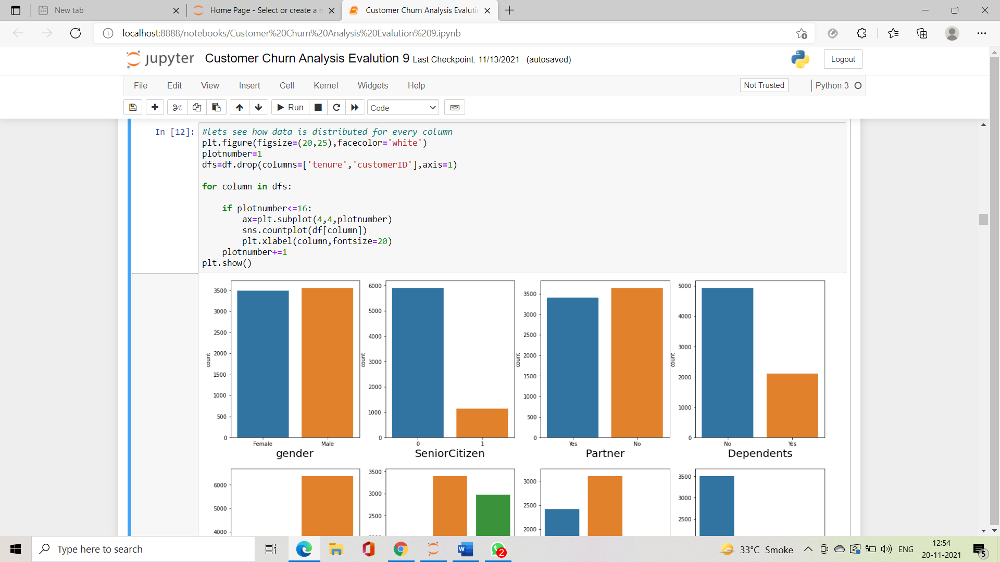 New tab
Home Page - Select or create a n
Customer Churn Analysis Evalutio
localhost:8888/notebooks/Customer%20Churn%20Analysis%20Evalution%209.ipynb
jupyter Customer Churn Analysis Evalution 9 Last Checkpoint: 11/13/2021 (autosaved)
Logout
File Edit View Insert Cell Kernel Widgets Help
Not Trusted
Python 3
Run
Code
In [12]:
#lets see how data is distributed for every column
plt.figure(figsize=(20,25),facecolor='white')
plotnumber=1
dfs=df.drop(columns=['tenure','customerID'],axis=1)
for column in dfs:
if plotnumber<=16:
ax=plt.subplot(4,4,plotnumber)
sns.countplot(df[column])
plt.xlabel(column,fontsize=20)
plotnumber+=1
plt.show()
3500
3000
2500
2000
1500
1000
500
0
count
Female Male
gender
6000
5000
4000
3000
2000
1000
0
count
0 1
SeniorCitizen
3500
3000
2500
2000
1500
1000
500
0
count
Yes No
Partner
5000
4000
3000
2000
1000
0
count
No Yes
Dependents
6000
5000
4000
3500
3000
2500
3000
2500
2000
3500
3000
2500
Type here to search
W
2
33°C Smoke
ENG
12:54
20-11-2021
5